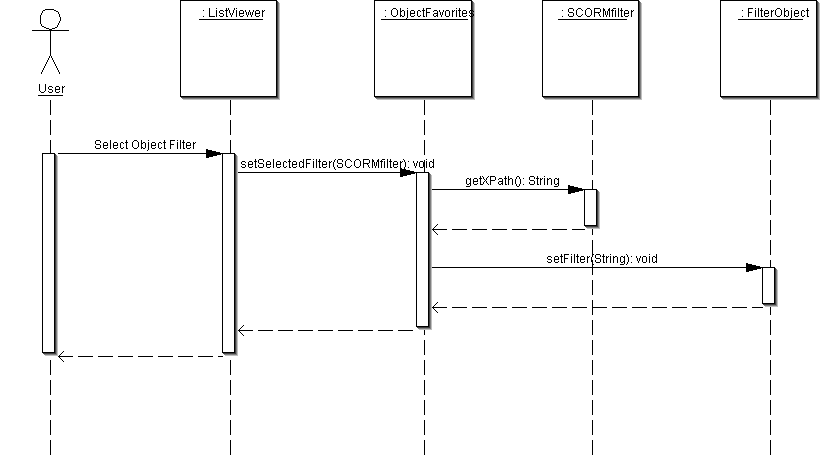 : ListViewer
: ObjectFavorites
: SCORMfilter
: FilterObject
User
Select Object Filter
setSelectedFilter(SCORMfilter): void
getXPath(): String
setFilter(String): void